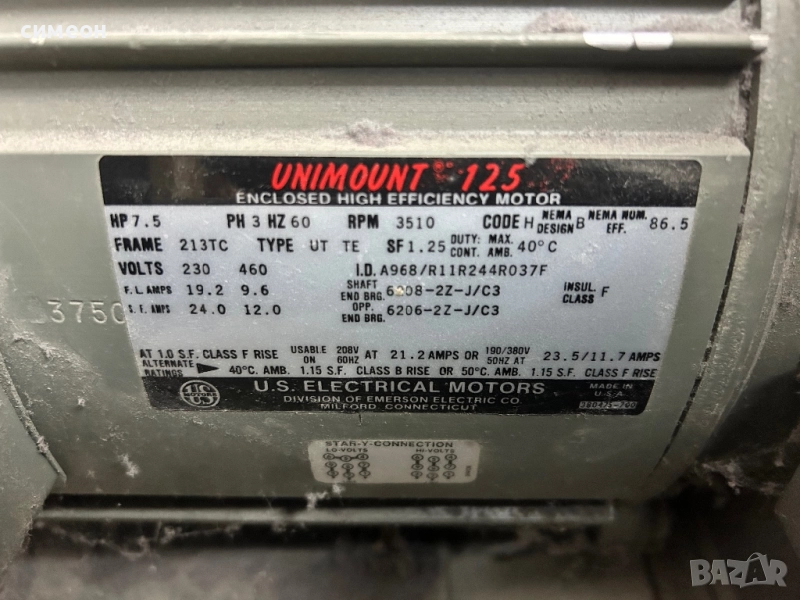 СИМООН
UNIMOUNT 125
ENCLOSED HIGH EFFICIENCY MOTOR
HP 7.5 PH 3 HZ 60 RPM 3510 CODE H NEMA DESIGN B NEMA NOM. EFF. 86.5
FRAME 213TC TYPE UT TE SF 1.25 DUTY: MAX. CONT. AMB. 40°C
VOLTS 230 460 I.D. A968/R11R244R037F
F.L. AMPS 19.2 9.6 SHAFT END BRG. 6208-2Z-J/C3 INSUL. CLASS F
S.F. AMPS 24.0 12.0 OPP. END BRG. 6206-2Z-J/C3
3750
AT 1.0 S.F. CLASS F RISE USABLE ON 208V 60HZ AT 21.2 AMPS OR 190/380V 50HZ AT 23.5/11.7 AMPS
ALTERNATE RATINGS 40°C. AMB. 1.15 S.F. CLASS B RISE OR 50°C. AMB. 1.15 S.F. CLASS F RISE
U.S. ELECTRICAL MOTORS
DIVISION OF EMERSON ELECTRIC CO.
MILFORD CONNECTICUT
MADE IN U.S.A
STAR-Y-CONNECTION
LO-VOLTS HI-VOLTS
BAZAR